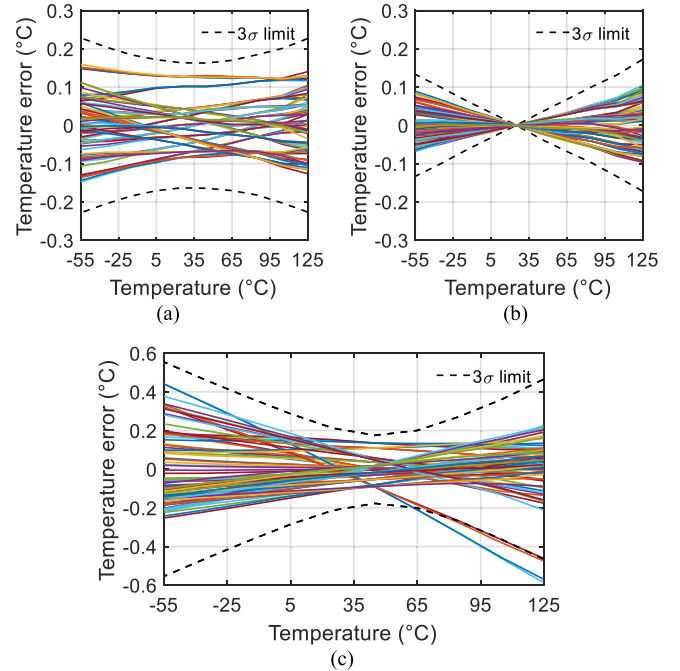 0.3
0.2
0.1
0
-0.1
-0.2
-0.3
Temperature error (°C)
3σ limit
-55 -25 5 35 65 95 125
Temperature (°C)
(a)
0.3
0.2
0.1
0
-0.1
-0.2
-0.3
Temperature error (°C)
3σ limit
-55 -25 5 35 65 95 125
Temperature (°C)
(b)
0.6
0.4
0.2
0
-0.2
-0.4
-0.6
Temperature error (°C)
3σ limit
-55 -25 5 35 65 95 125
Temperature (°C)
(c)